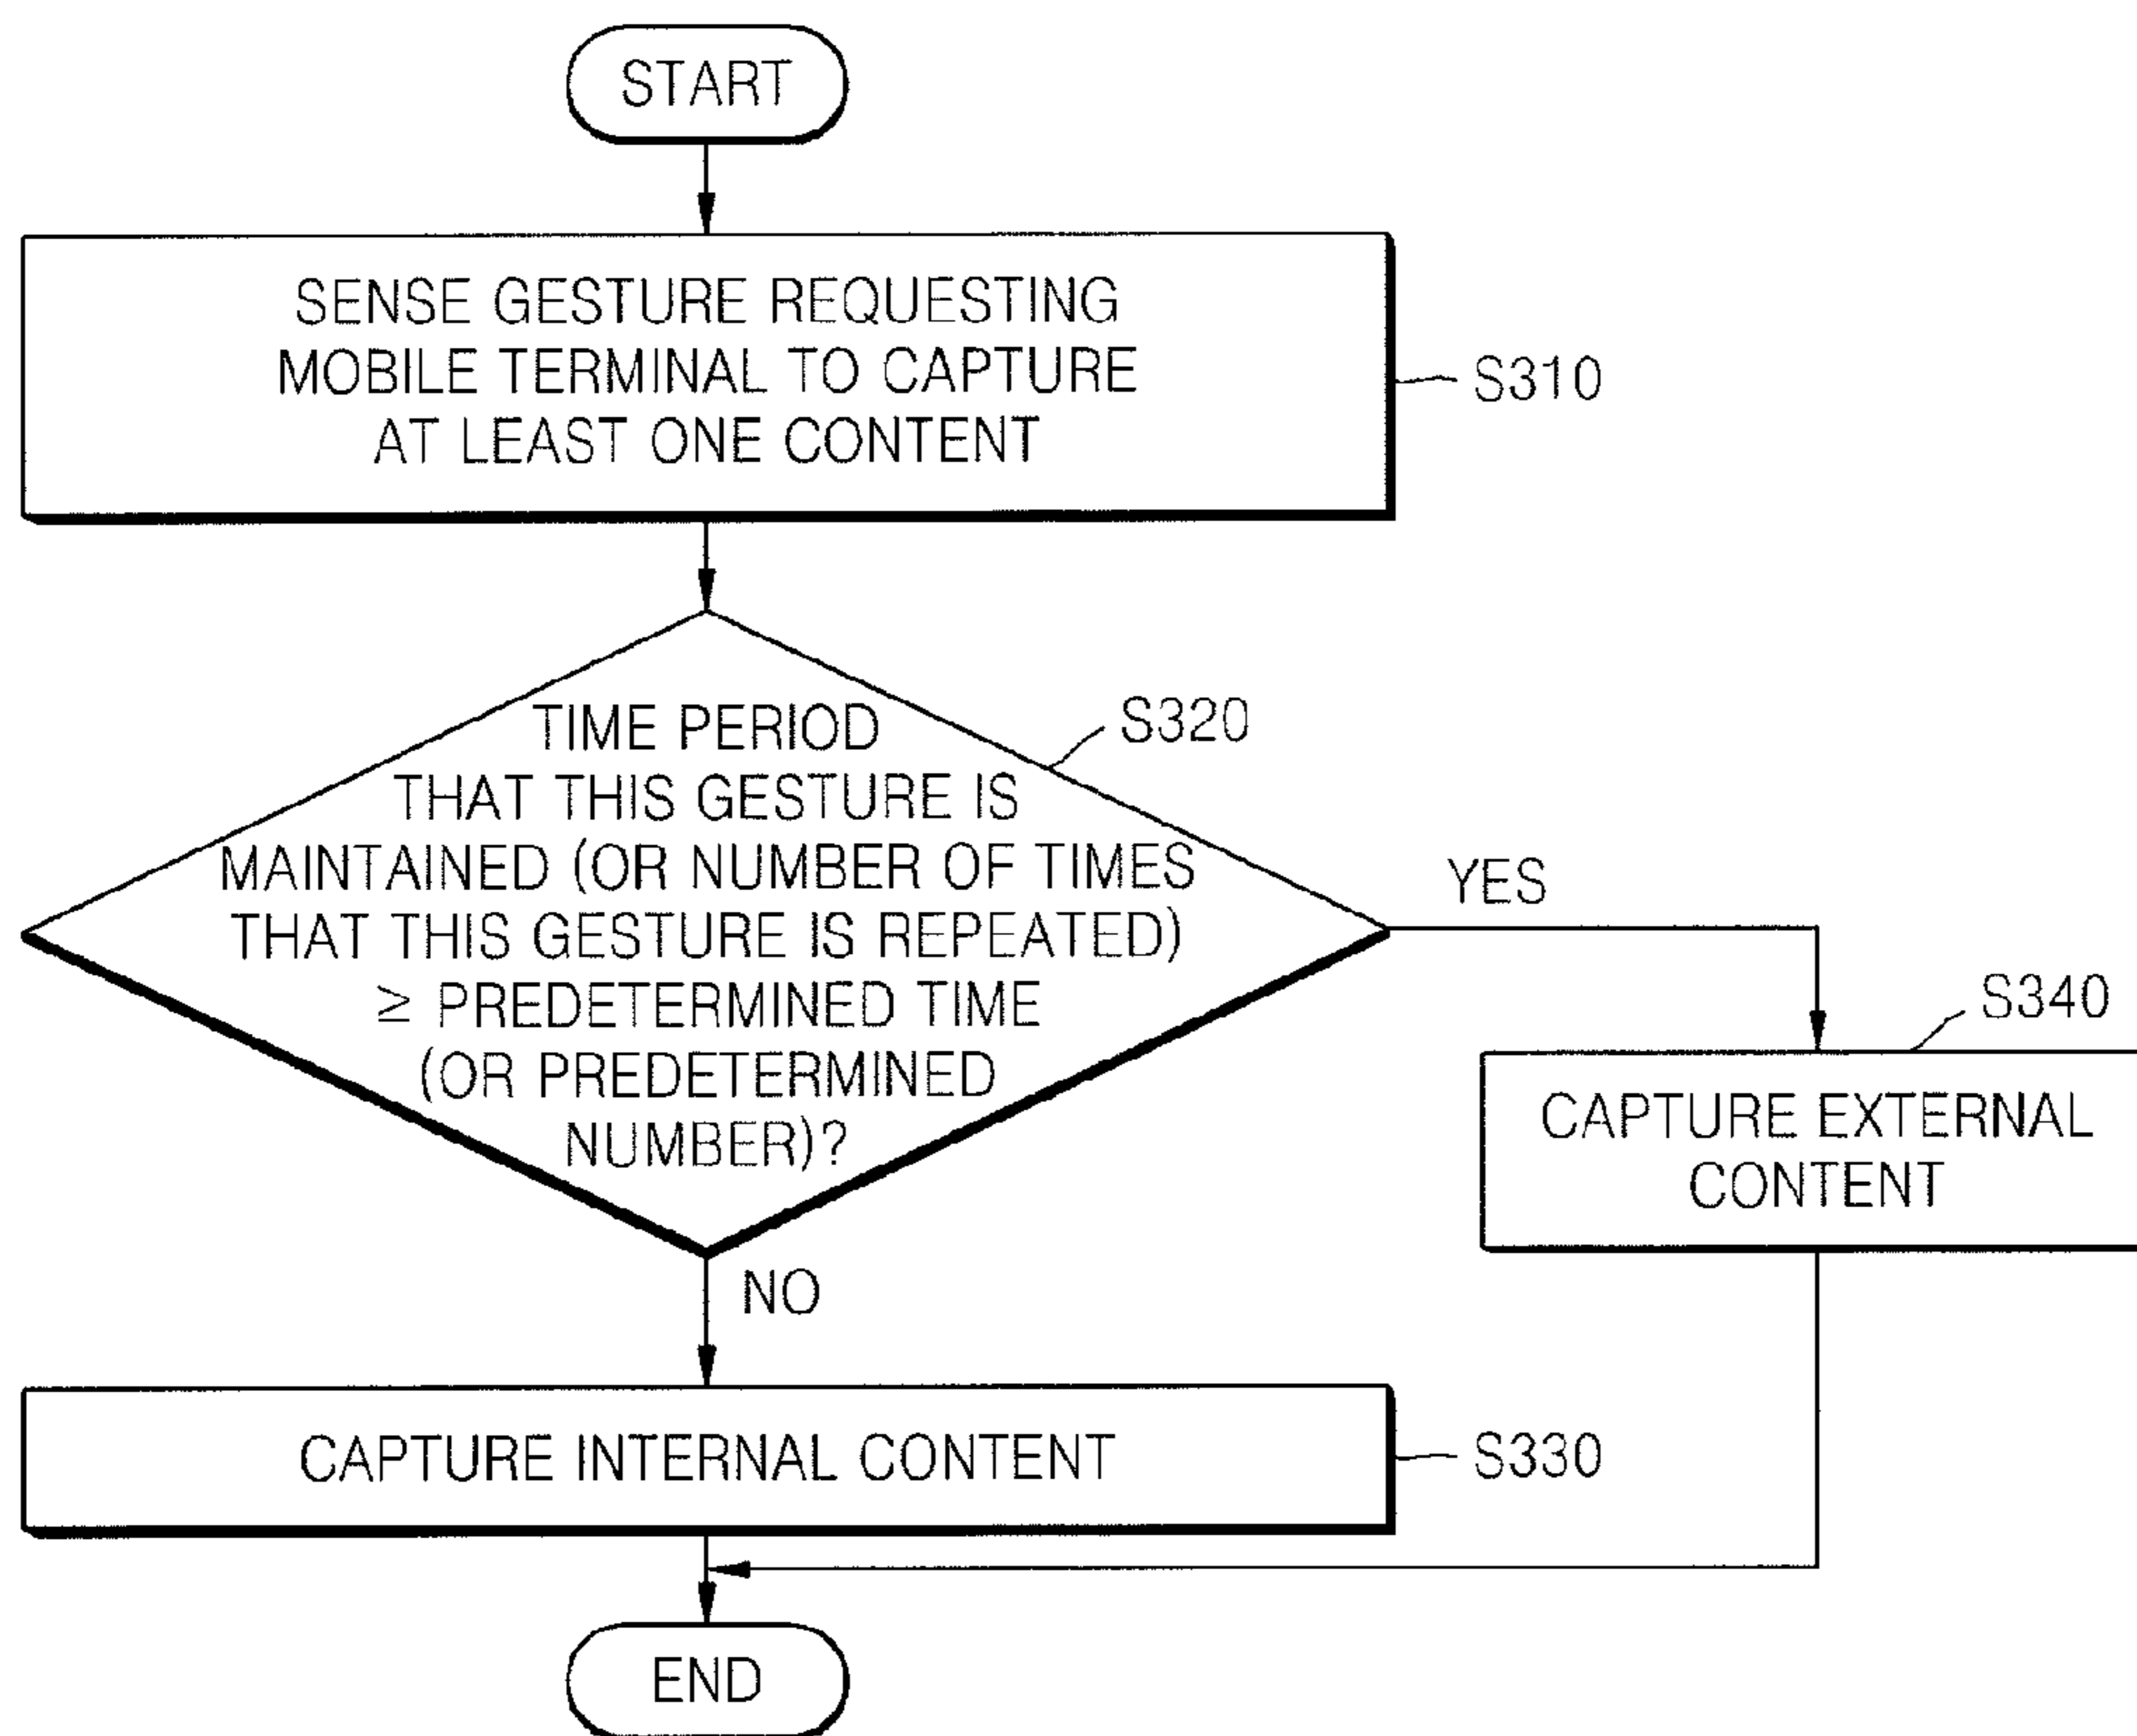 START
SENSE GESTURE REQUESTING
MOBILE TERMINAL TO CAPTURE
AT LEAST ONE CONTENT
S310
TIME PERIOD
THAT THIS GESTURE IS
MAINTAINED (OR NUMBER OF TIMES
THAT THIS GESTURE IS REPEATED)
≥ PREDETERMINED TIME
(OR PREDETERMINED
NUMBER)?
S320
YES
S340
CAPTURE EXTERNAL
CONTENT
NO
CAPTURE INTERNAL CONTENT
S330
END